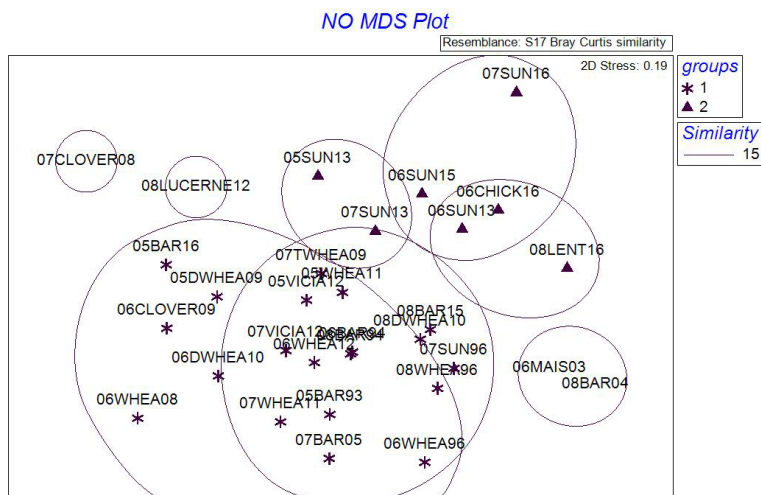 NO MDS Plot
Resemblance: S17 Bray Curtis similarity
2D Stress: 0.19
groups
1
2
Similarity
15
07SUN16
07CLOVER08
05SUN13
08LUCERNE12
06SUN15
06CHICK16
07SUN13
06SUN13
05BAR16
07TWHEA09
08LENT16
05DWHEA09
05VICIA12
05WHEA11
06CLOVER09
08BAR15
08DWHEA10
07VICIA12
06WHEA12
07SUN96
06DWHEA10
08WHEA96
06MAIS03
08BAR04
06WHEA08
07WHEA11
05BAR93
07BAR05
06WHEA96